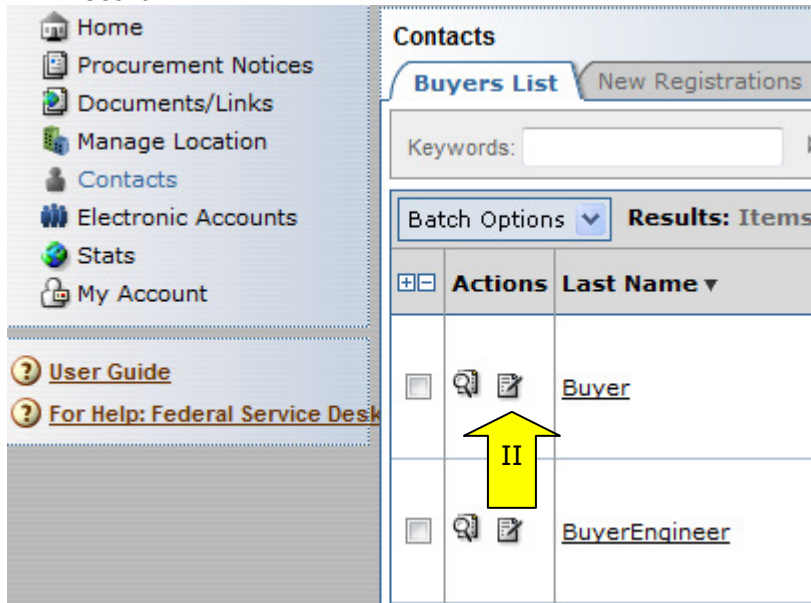 Home
Procurement Notices
Documents/Links
Manage Location
Contacts
Electronic Accounts
Stats
My Account
User Guide
For Help: Federal Service Desk
Contacts
Buyers List New Registrations
Keywords:
Batch Options Results: Items
Actions Last Name ▼
Buyer
II
BuyerEngineer